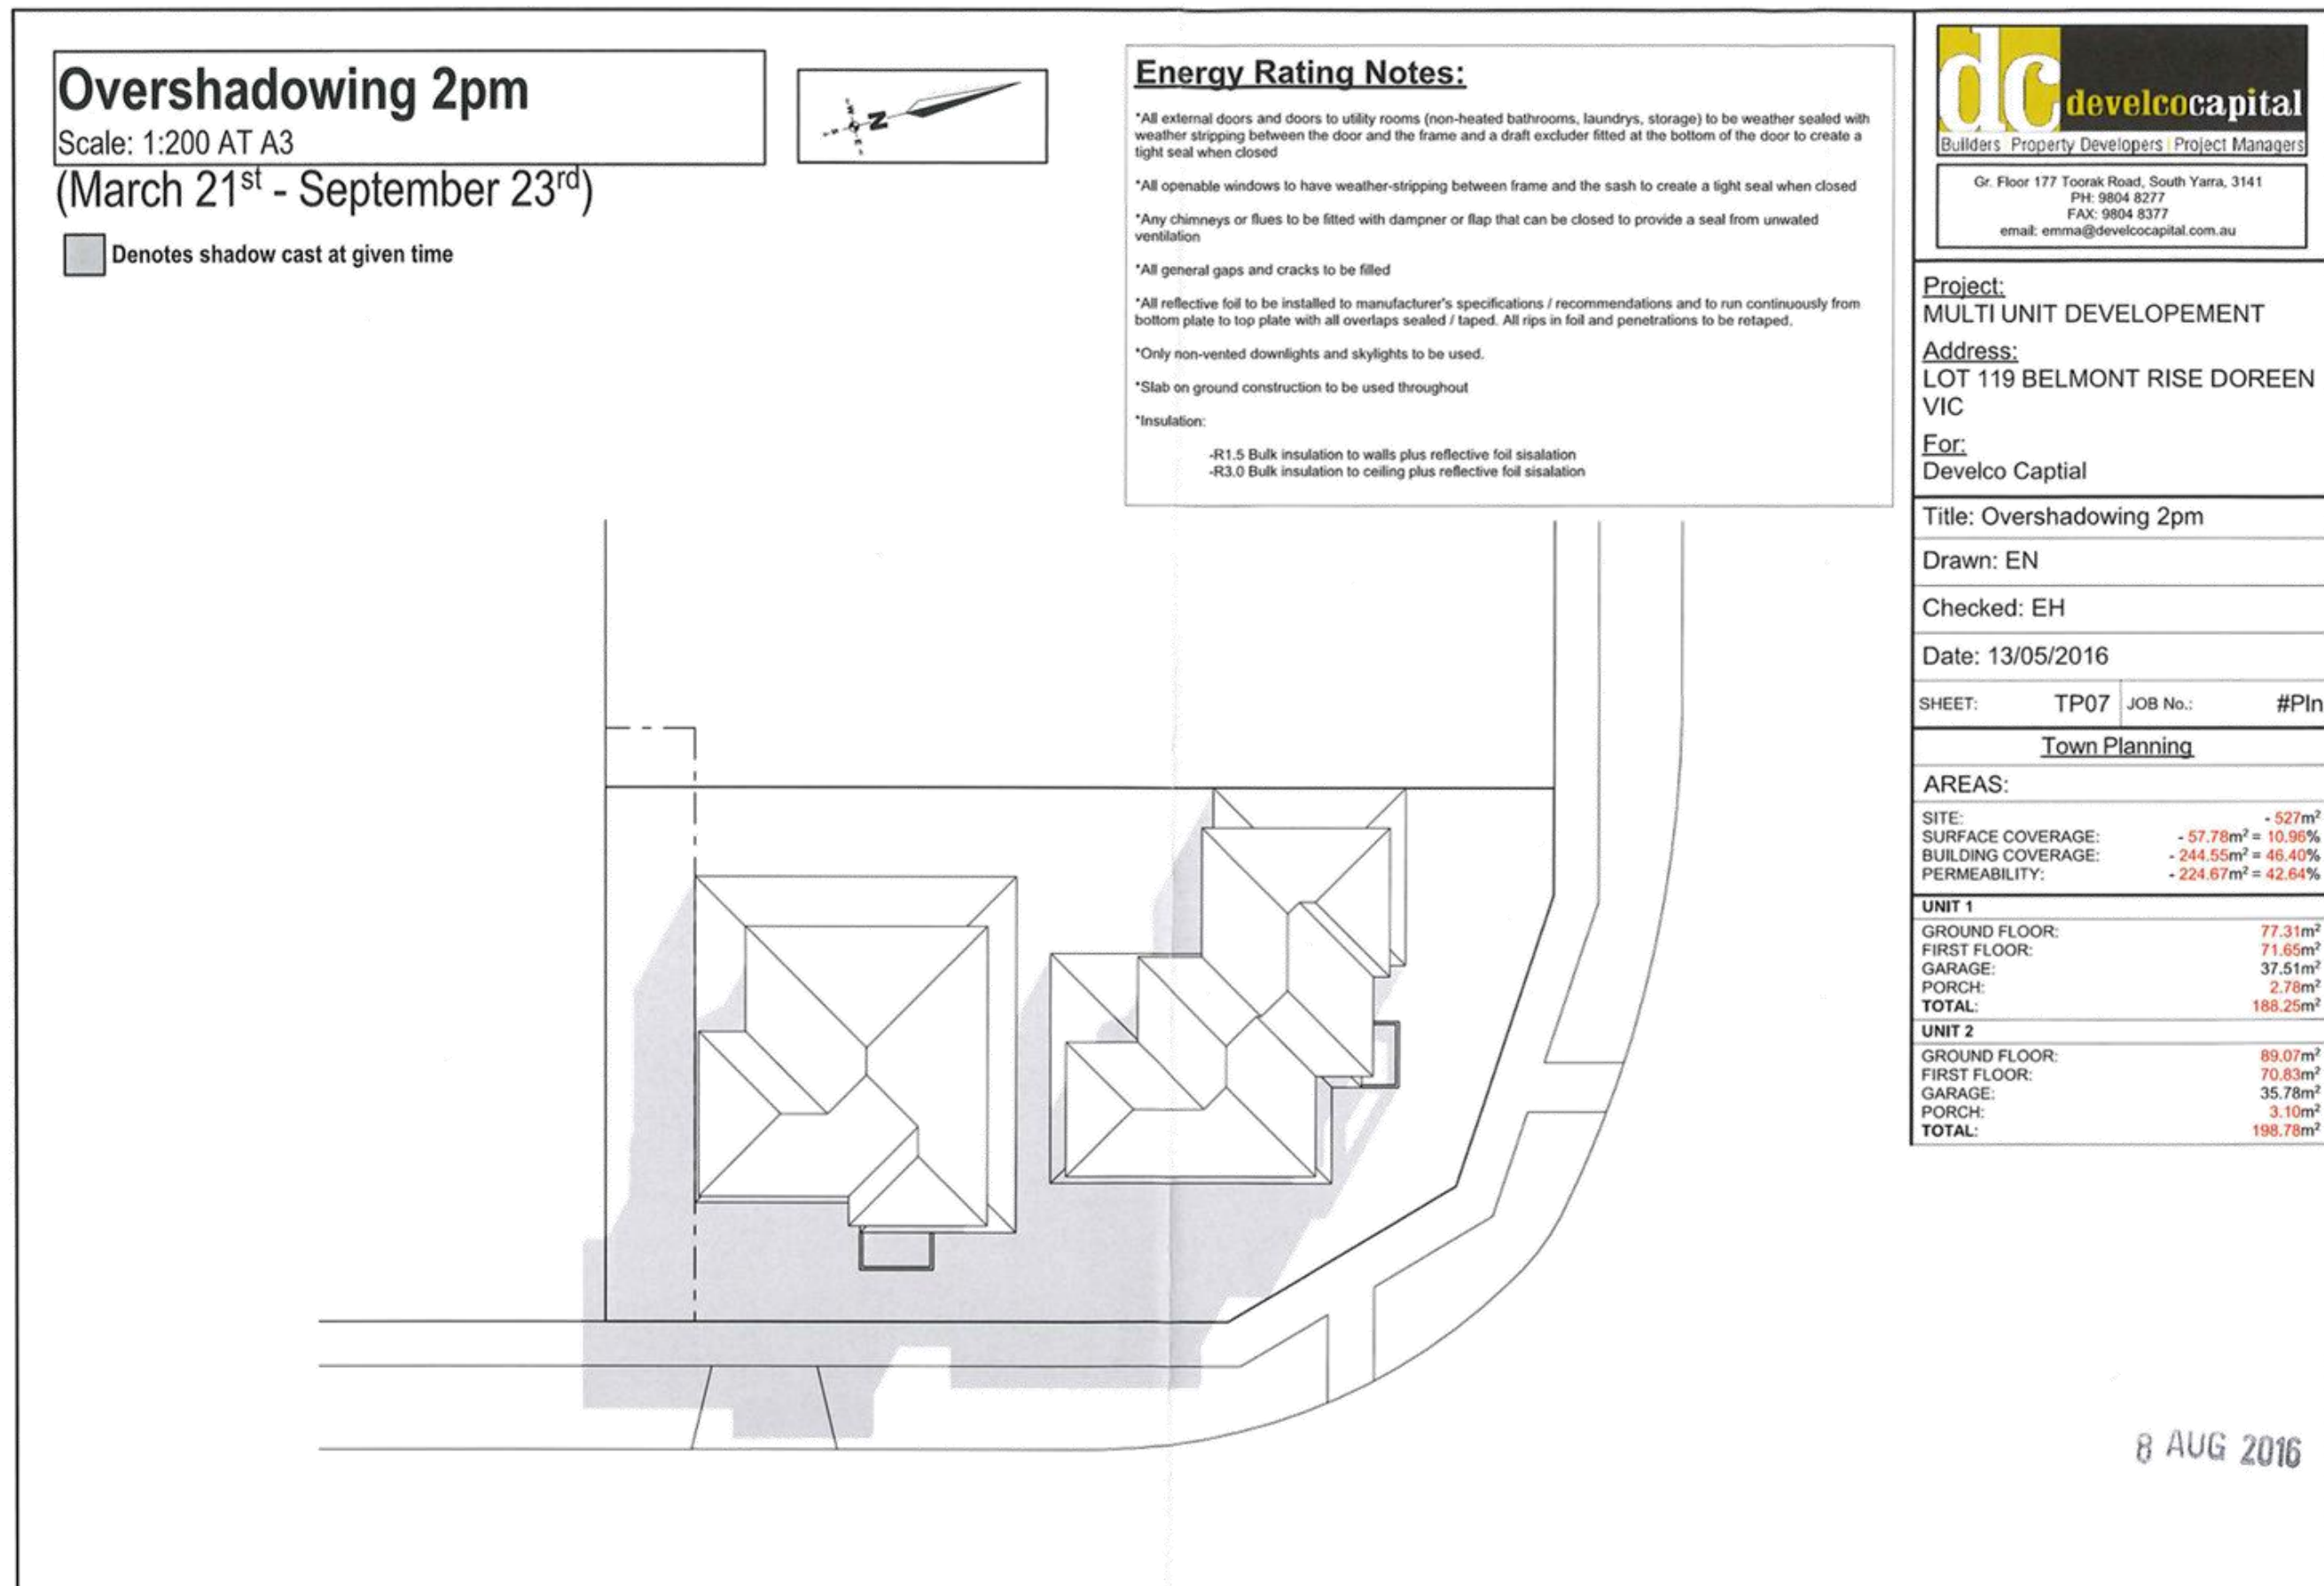 Overshadowing 2pm
Scale: 1:200 AT A3
(March 21st - September 23rd)
Denotes shadow cast at given time
N
Energy Rating Notes:
*All external doors and doors to utility rooms (non-heated bathrooms, laundrys, storage) to be weather sealed with
weather stripping between the door and the frame and a draft excluder fitted at the bottom of the door to create a
tight seal when closed
*All openable windows to have weather-stripping between frame and the sash to create a tight seal when closed
*Any chimneys or flues to be fitted with dampner or flap that can be closed to provide a seal from unwated
ventilation
*All general gaps and cracks to be filled
*All reflective foil to be installed to manufacturer's specifications / recommendations and to run continuously from
bottom plate to top plate with all overlaps sealed / taped. All rips in foil and penetrations to be retaped.
*Only non-vented downlights and skylights to be used.
*Slab on ground construction to be used throughout
*Insulation:
-R1.5 Bulk insulation to walls plus reflective foil sisalation
-R3.0 Bulk insulation to ceiling plus reflective foil sisalation
dc develcocapital
Builders Property Developers Project Managers
Gr. Floor 177 Toorak Road, South Yarra, 3141
PH: 9804 8277
FAX: 9804 8377
email: emma@develcocapital.com.au
Project:
MULTI UNIT DEVELOPEMENT
Address:
LOT 119 BELMONT RISE DOREEN
VIC
For:
Develco Captial
Title: Overshadowing 2pm
Drawn: EN
Checked: EH
Date: 13/05/2016
SHEET: TP07 JOB No.: #Pln
Town Planning
AREAS:
SITE: - 527m²
SURFACE COVERAGE: - 57.78m² = 10.96%
BUILDING COVERAGE: - 244.55m² = 46.40%
PERMEABILITY: - 224.67m² = 42.64%
UNIT 1
GROUND FLOOR: 77.31m²
FIRST FLOOR: 71.65m²
GARAGE: 37.51m²
PORCH: 2.78m²
TOTAL: 188.25m²
UNIT 2
GROUND FLOOR: 89.07m²
FIRST FLOOR: 70.83m²
GARAGE: 35.78m²
PORCH: 3.10m²
TOTAL: 198.78m²
8 AUG 2016